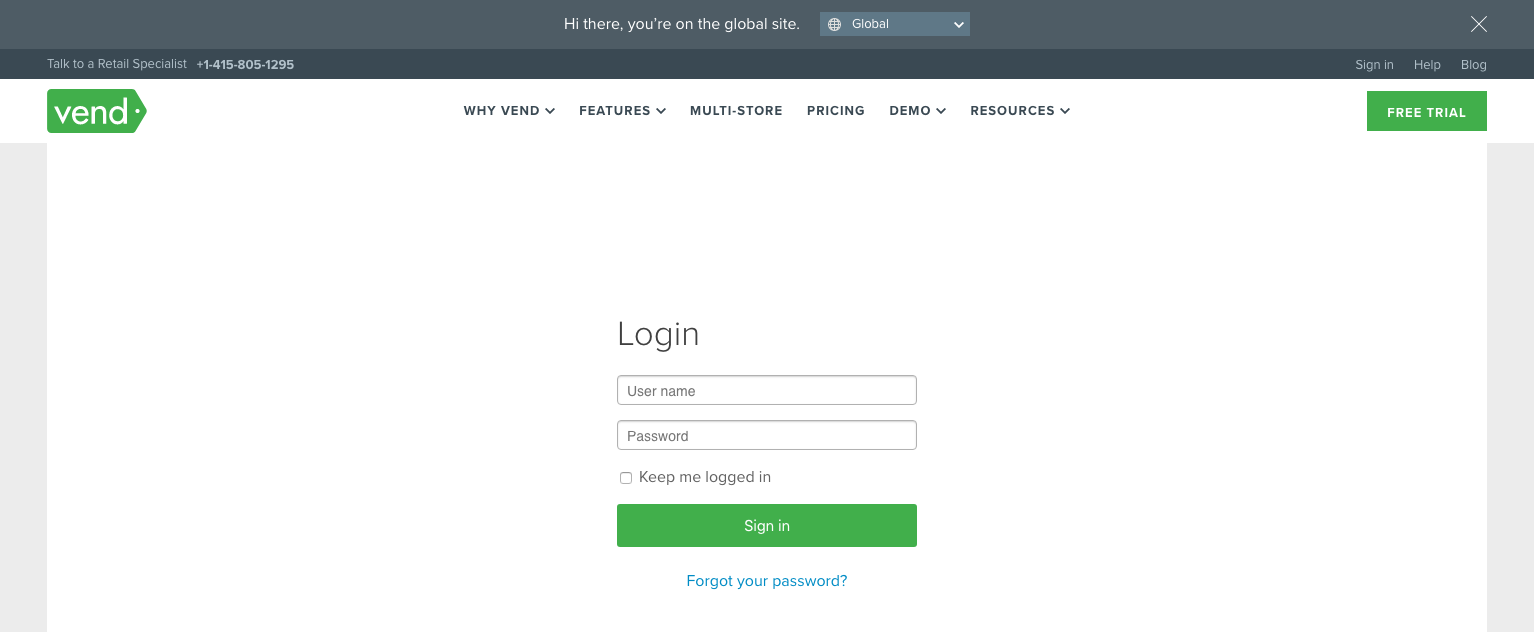 Hi there, you're on the global site. Global
Talk to a Retail Specialist +1-415-805-1295 Sign in Help Blog
vend
WHY VEND FEATURES MULTI-STORE PRICING DEMO RESOURCES FREE TRIAL
Login
User name
Password
Keep me logged in
Sign in
Forgot your password?